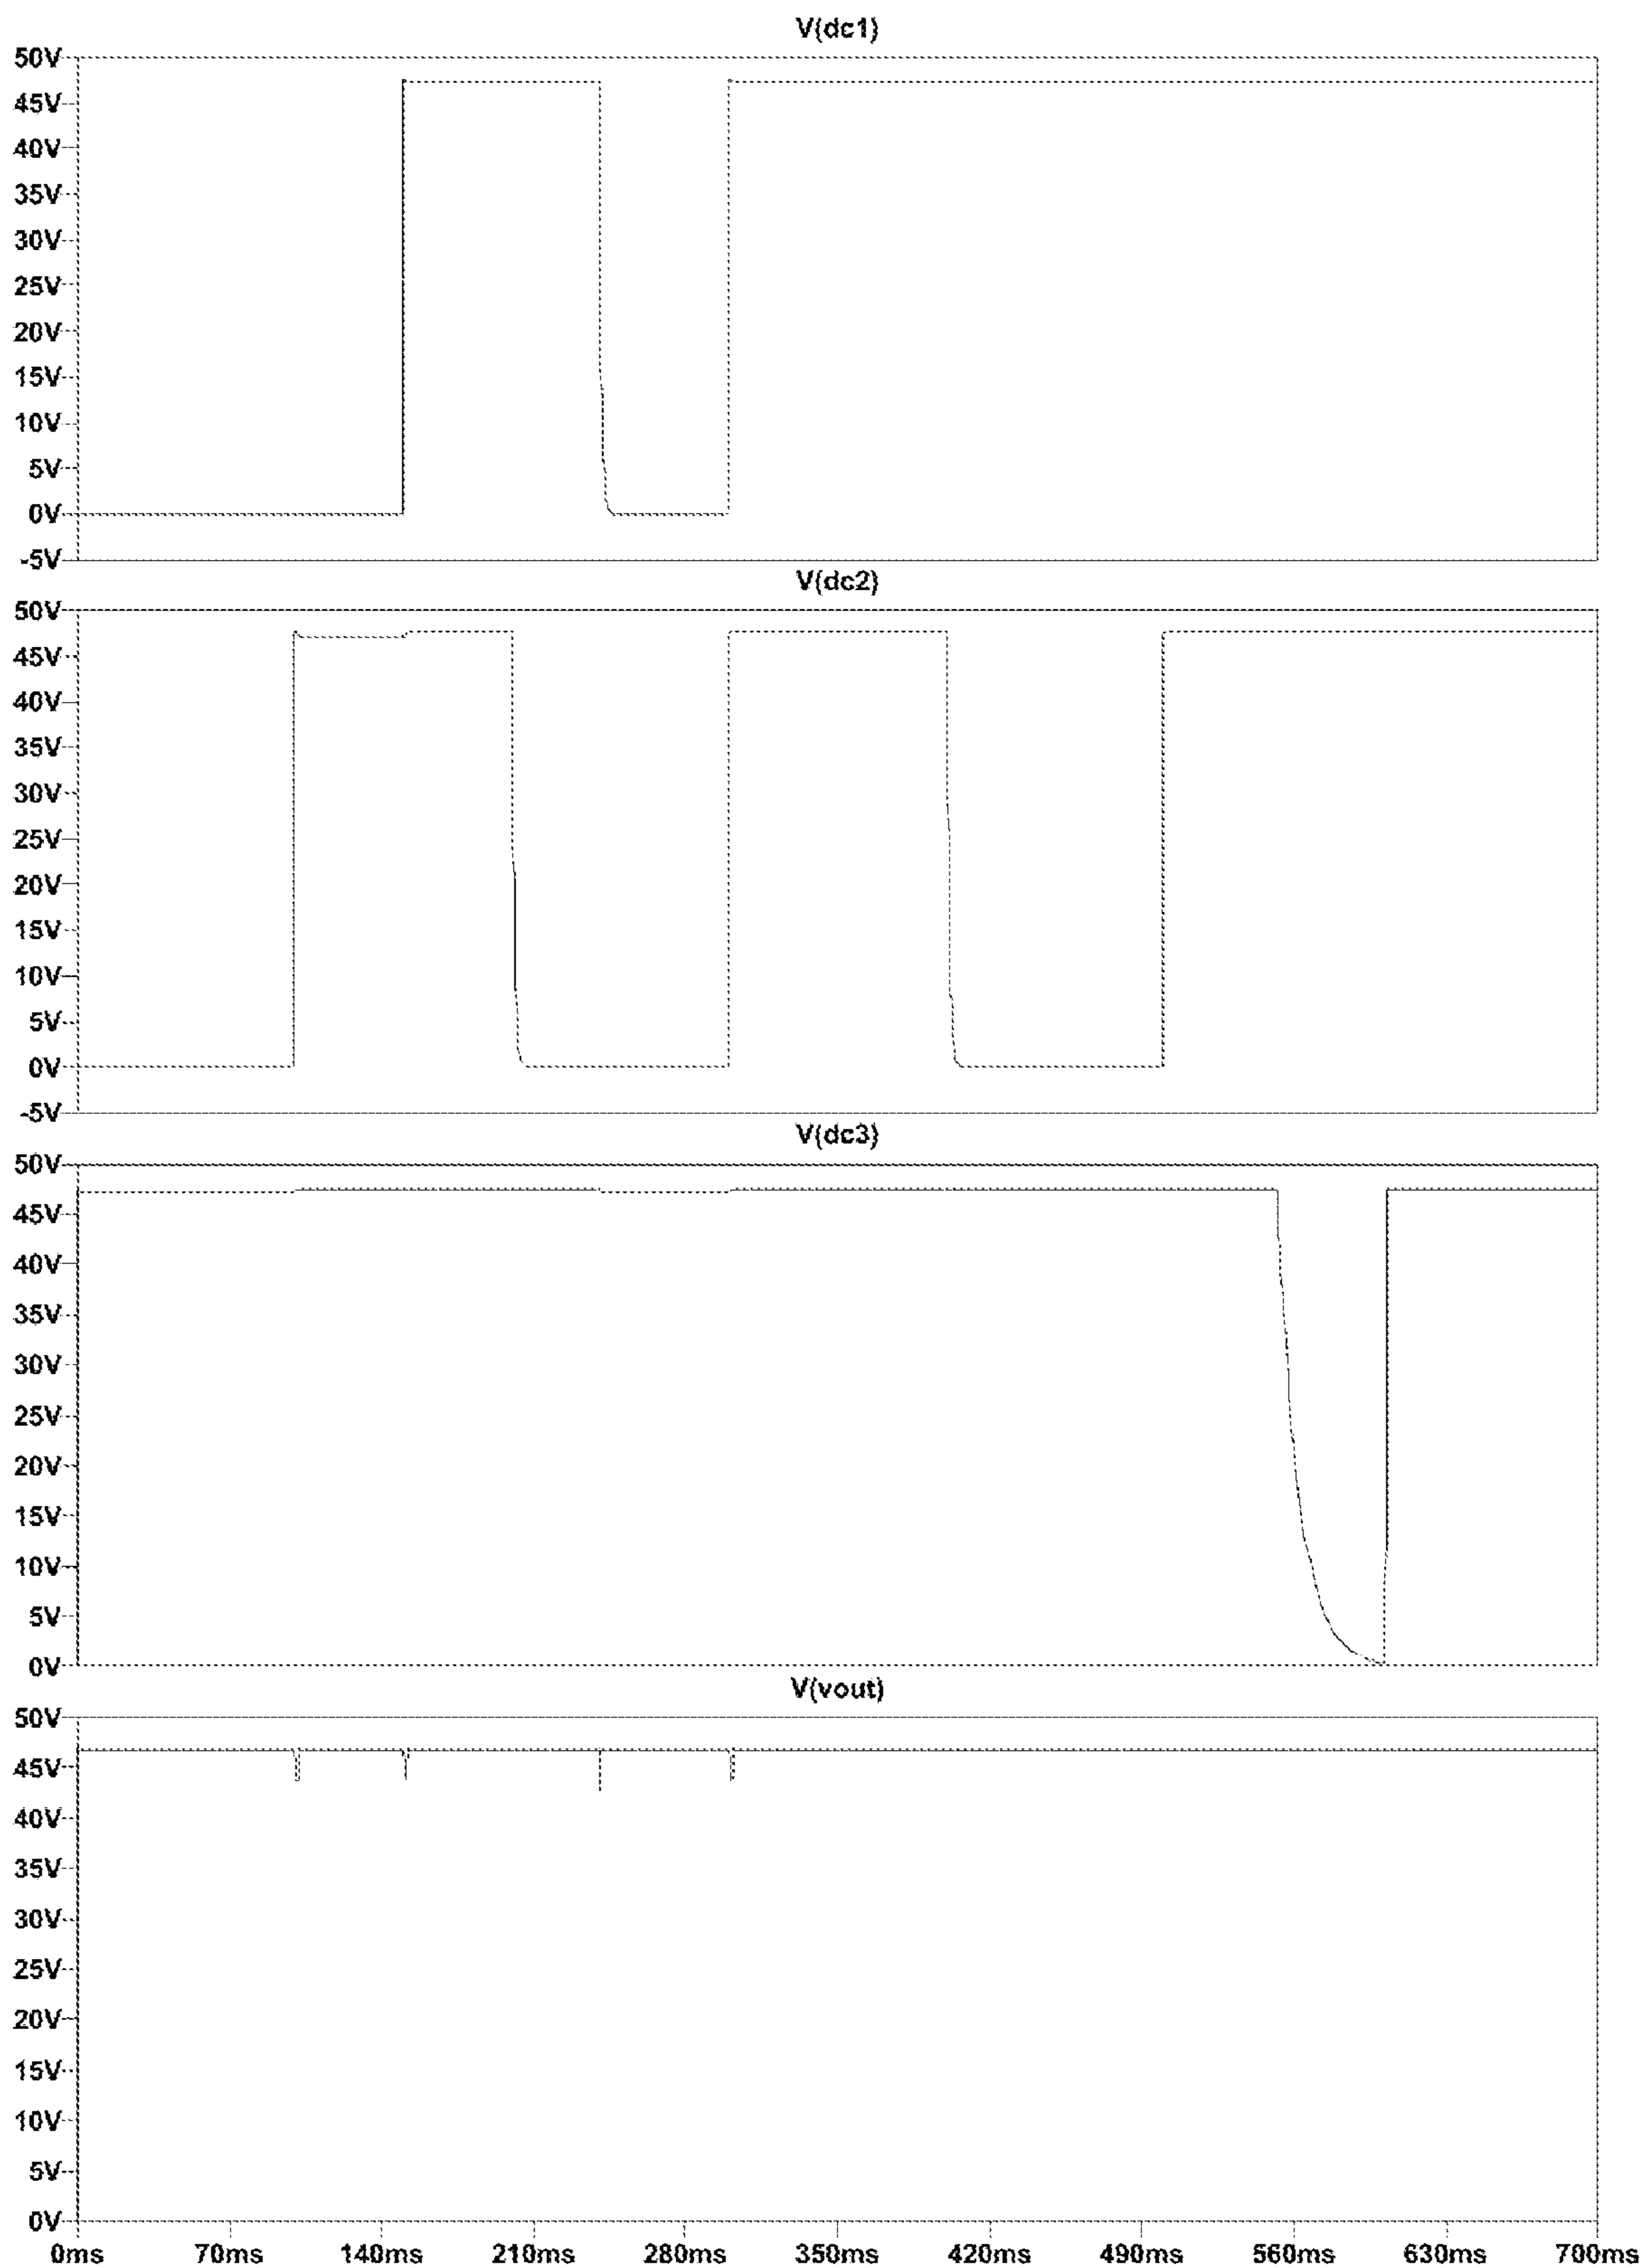 V(dc1)
50V
45V
40V
35V
30V
25V
20V
15V
10V
5V
0V
-5V
V(dc2)
50V
45V
40V
35V
30V
25V
20V
15V
10V
5V
0V
-5V
V(dc3)
50V
45V
40V
35V
30V
25V
20V
15V
10V
5V
0V
V(vout)
50V
45V
40V
35V
30V
25V
20V
15V
10V
5V
0V
0ms 70ms 140ms 210ms 280ms 350ms 420ms 490ms 560ms 630ms 700ms